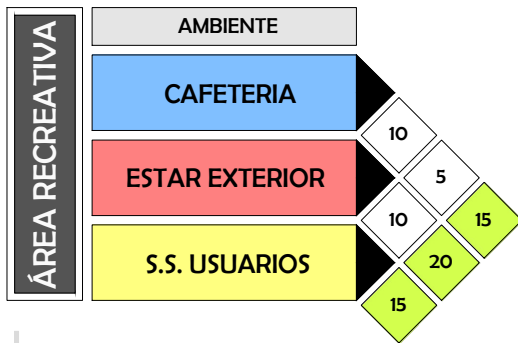 ÁREA RECREATIVA
AMBIENTE
CAFETERIA
10
5
ESTAR EXTERIOR
10
15
20
S.S. USUARIOS
15